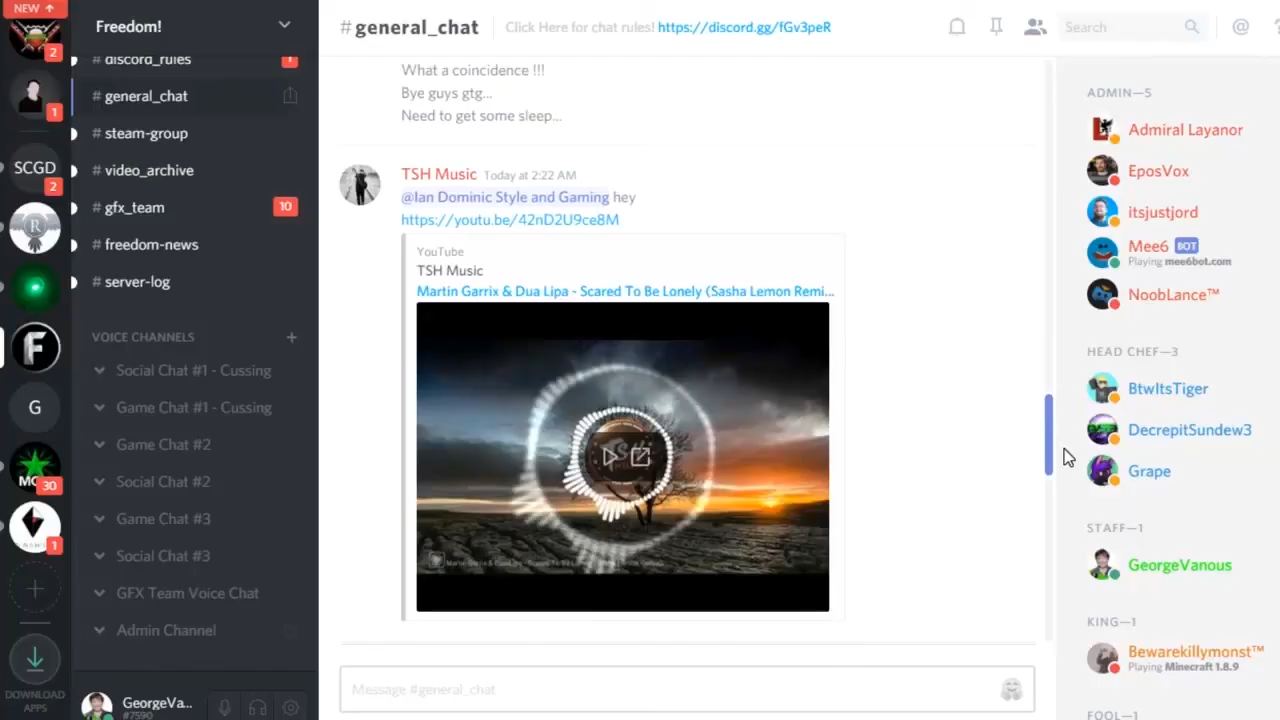 NEW ↑
2
1
SCGD
2
R
F
G
MC
30
1
+
DOWNLOAD
APPS
Freedom!
# discord_rules
1
# general_chat
# steam-group
# video_archive
# gfx_team
10
# freedom-news
# server-log
VOICE CHANNELS
+
Social Chat #1 - Cussing
Game Chat #1 - Cussing
Game Chat #2
Social Chat #2
Game Chat #3
Social Chat #3
GFX Team Voice Chat
Admin Channel
GeorgeVa...
#7590
#general_chat
Click Here for chat rules! https://discord.gg/fGv3peR
Search
@
?
What a coincidence !!!
Bye guys gtg...
Need to get some sleep...
TSH Music Today at 2:22 AM
@Ian Dominic Style and Gaming hey
https://youtu.be/42nD2U9ce8M
YouTube
TSH Music
Martin Garrix & Dua Lipa - Scared To Be Lonely (Sasha Lemon Remi...
Message #general_chat
ADMIN—5
Admiral Layanor
EposVox
itsjustjord
Mee6 BOT
Playing mee6bot.com
NoobLance™
HEAD CHEF—3
BtwItsTiger
DecrepitSundew3
Grape
STAFF—1
GeorgeVanous
KING—1
Bewarekillymonst™
Playing Minecraft 1.8.9
FOOL—1